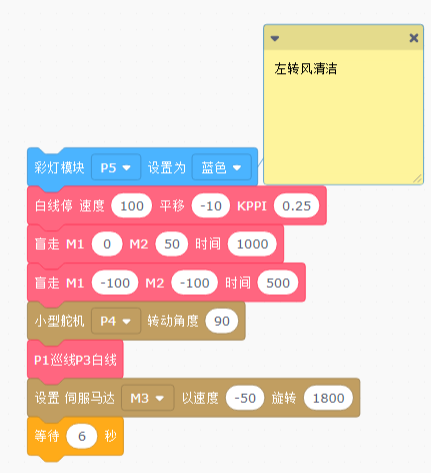 左转风清洁
彩灯模块 P5 设置为 蓝色
白线停 速度 100 平移 -10 KPPI 0.25
盲走 M1 0 M2 50 时间 1000
盲走 M1 -100 M2 -100 时间 500
小型舵机 P4 转动角度 90
P1巡线P3白线
设置 伺服马达 M3 以速度 -50 旋转 1800
等待 6 秒